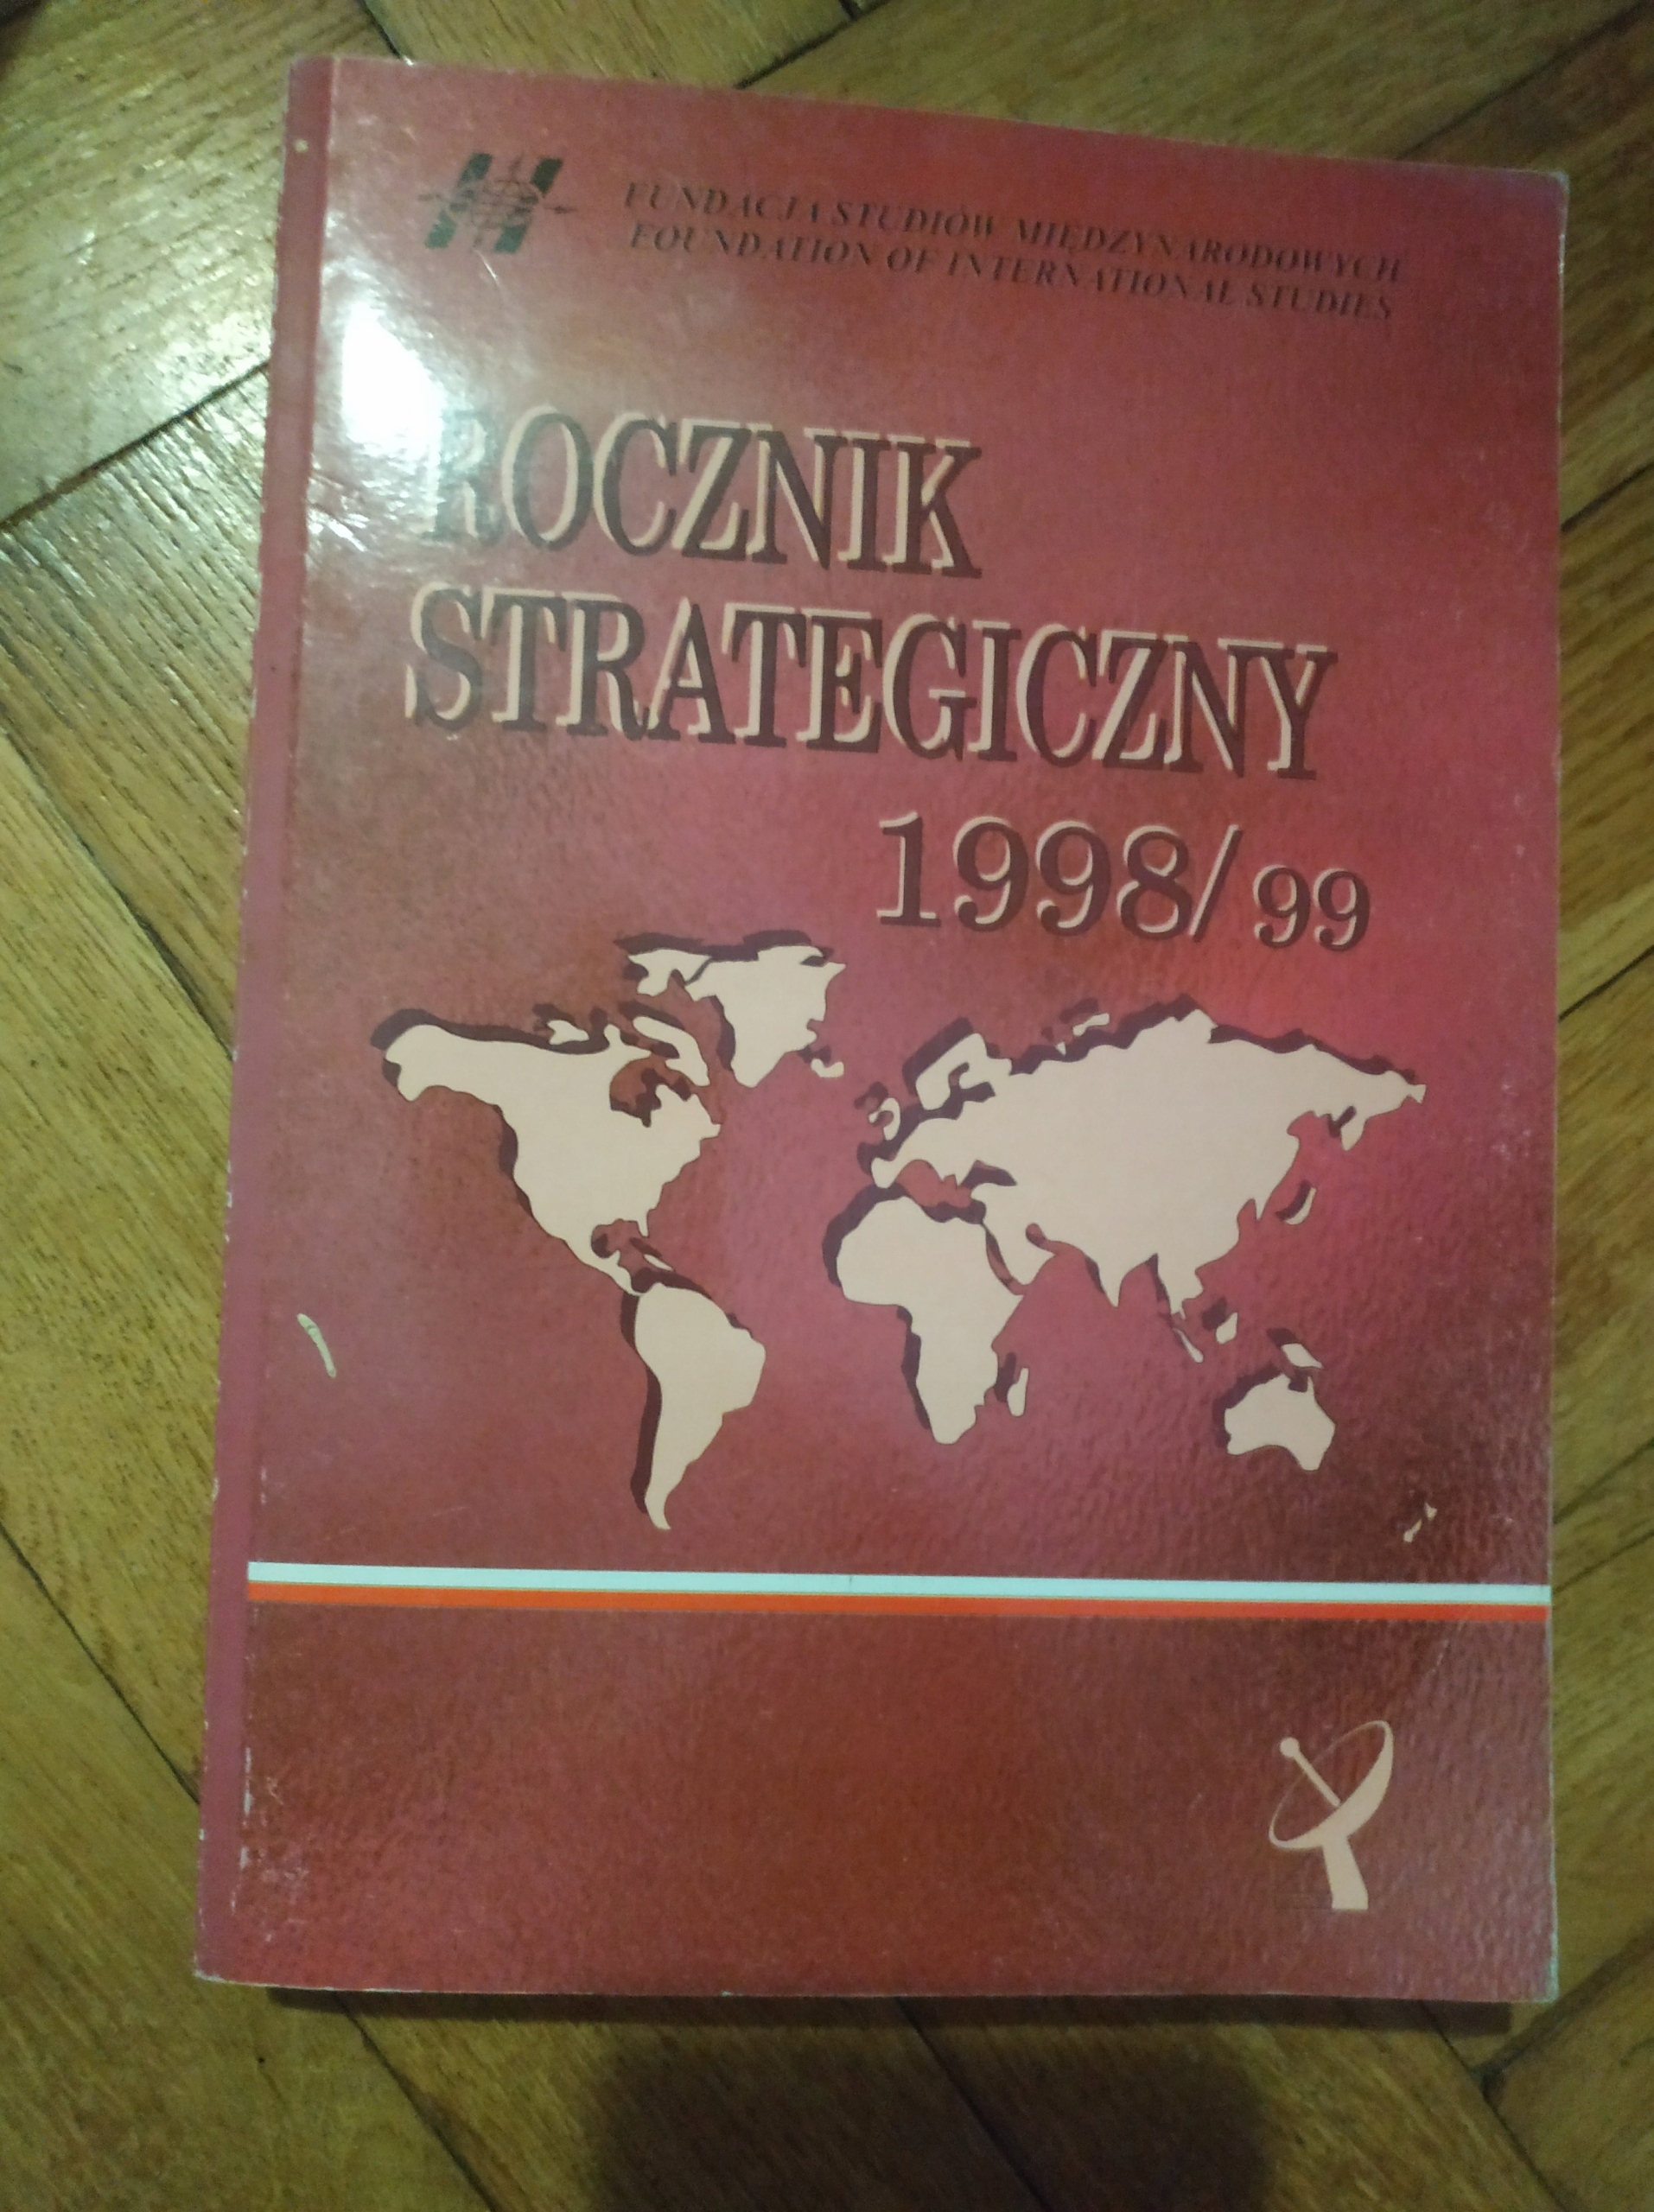 FUNDACJA STUDIÓW MIĘDZYNARODOWYCH
FOUNDATION OF INTERNATIONAL STUDIES
ROCZNIK
STRATEGICZNY
1998/99